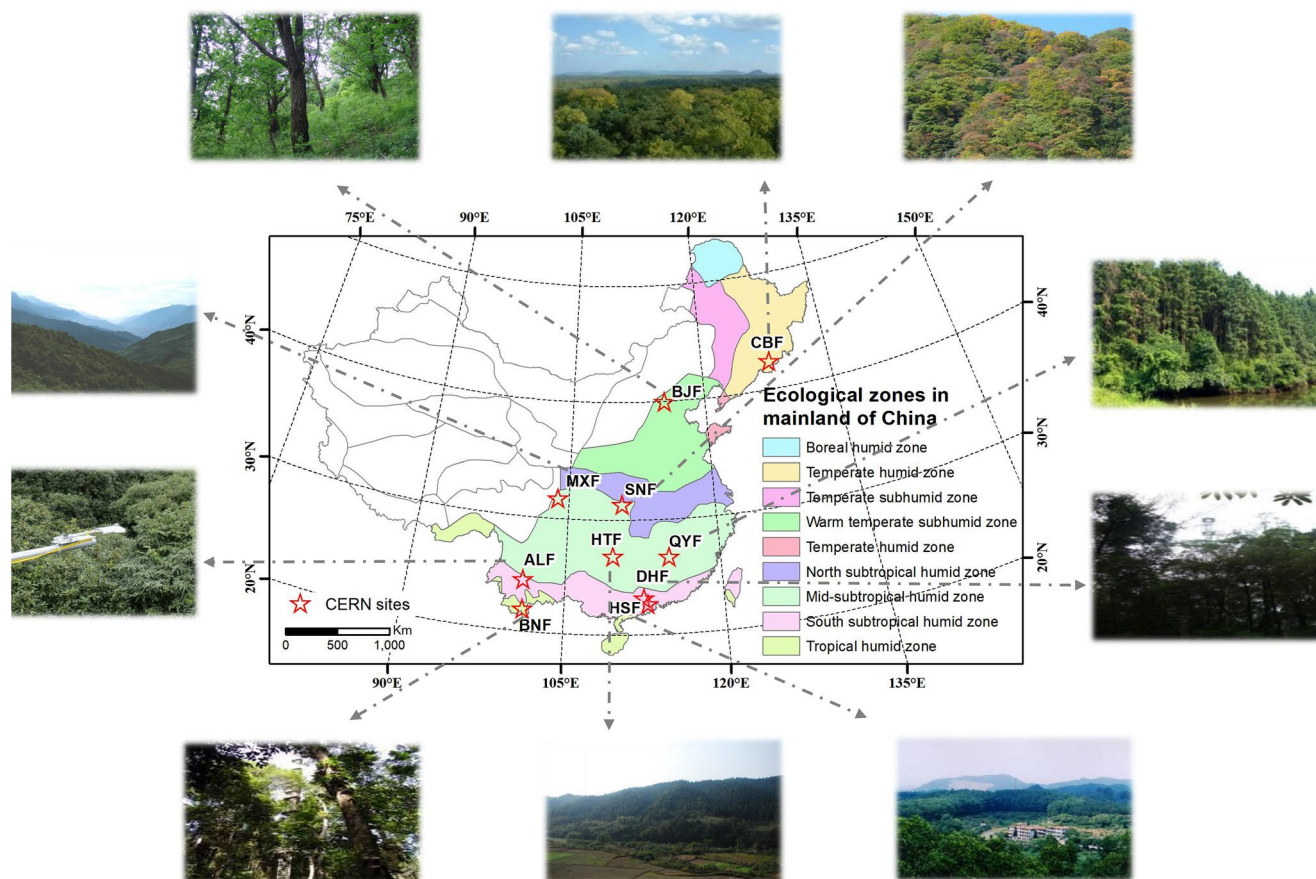 75°E 90°E 105°E 120°E 135°E 150°E
40°N
30°N
20°N
40°N
30°N
20°N
CBF
BJF
MXF
SNF
HTF
QYF
ALF
DHF
HSF
BNF
Ecological zones in
mainland of China
Boreal humid zone
Temperate humid zone
Temperate subhumid zone
Warm temperate subhumid zone
Temperate humid zone
North subtropical humid zone
Mid-subtropical humid zone
South subtropical humid zone
Tropical humid zone
CERN sites
Km
0 500 1,000
90°E 105°E 120°E 135°E